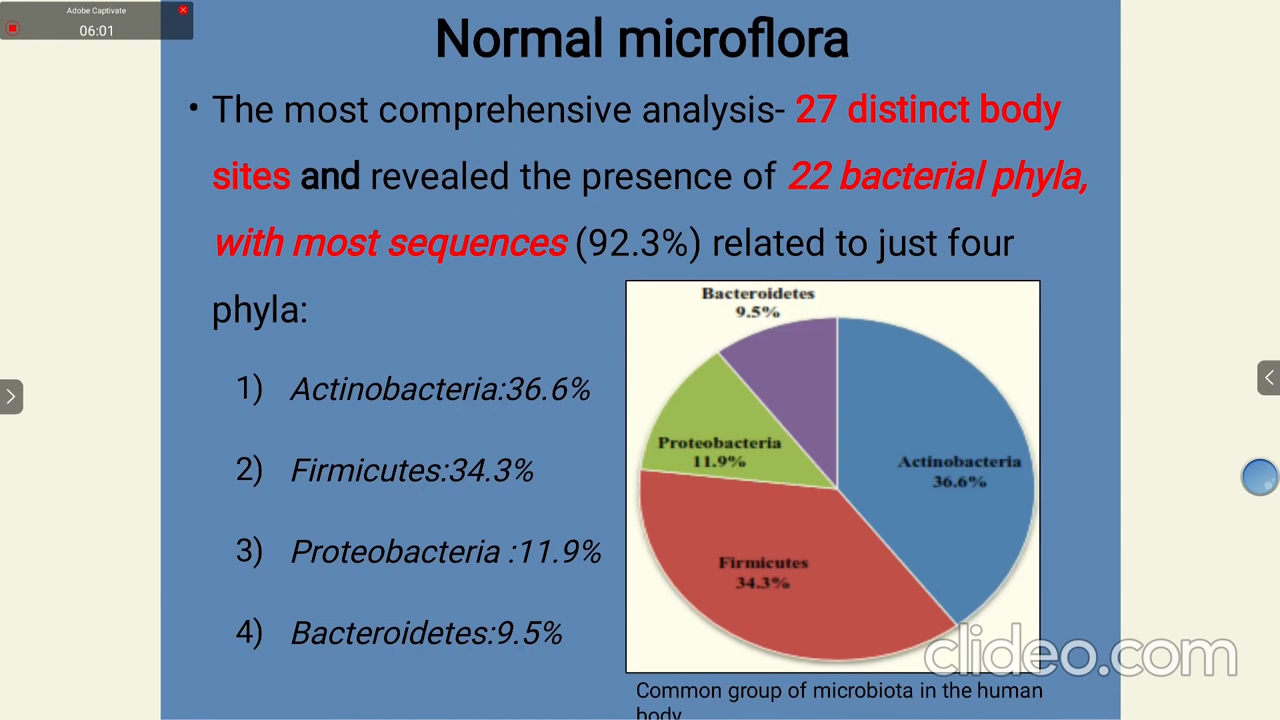 Adobe Captivate
06:01
Normal microflora
• The most comprehensive analysis- 27 distinct body
sites and revealed the presence of 22 bacterial phyla,
with most sequences (92.3%) related to just four
phyla:
1) Actinobacteria:36.6%
2) Firmicutes:34.3%
3) Proteobacteria :11.9%
4) Bacteroidetes:9.5%
Bacteroidetes
9.5%
Proteobacteria
11.9%
Actinobacteria
36.6%
Firmicutes
34.3%
clideo.com
Common group of microbiota in the human
body